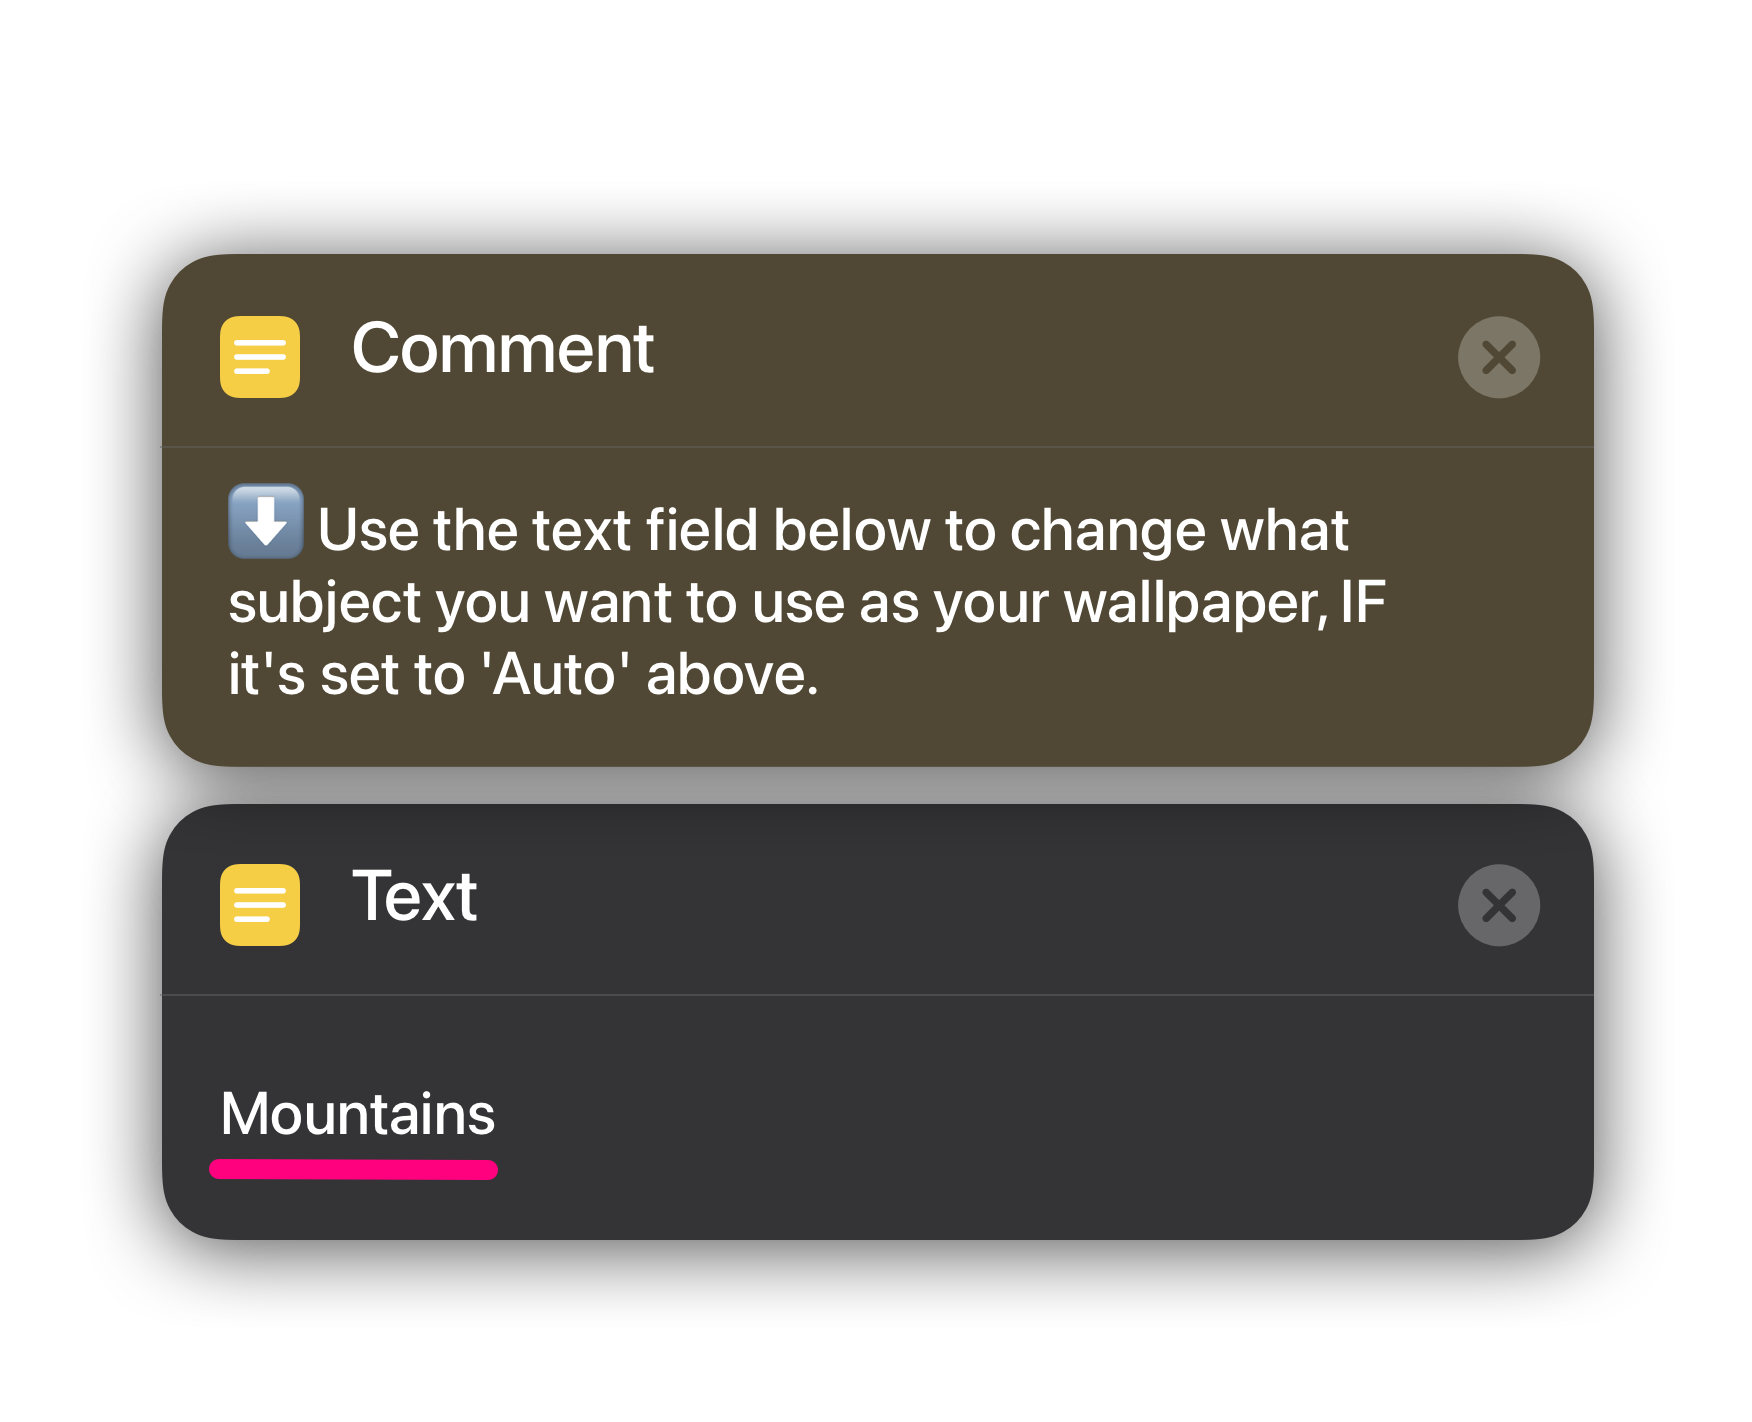 Comment
⬇️ Use the text field below to change what
subject you want to use as your wallpaper, IF
it's set to 'Auto' above.
Text
Mountains